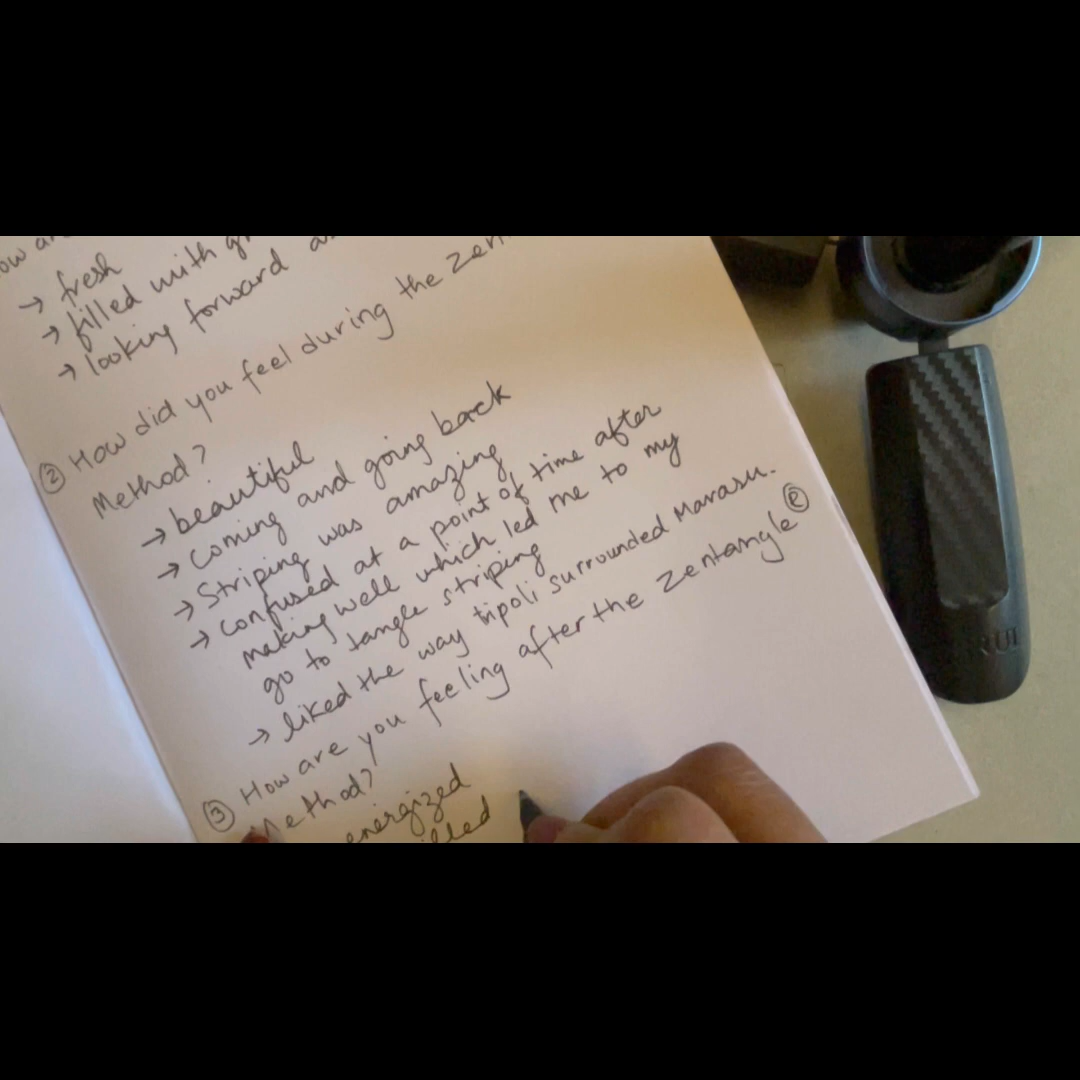 → fresh
→ filled with
→ looking forward
② How did you feel during the Zen
Method?
→ beautiful
→ coming and going back
→ Striping was amazing
→ confused at a point of time after
making well which led me to my
go to tangle striping
→ liked the way tripoli surrounded Marasu.
③ How are you feeling after the Zentangle®
Method?
energized